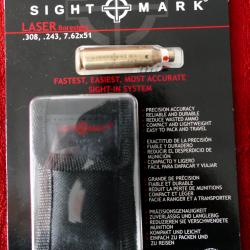 SIGHT MARK
LASER Boresight
.308, .243, 7.62x51
FASTEST, EASIEST, MOST ACCURATE
SIGHT-IN SYSTEM
PRECISION ACCURACY
RELIABLE AND DURABLE
REDUCE WASTED AMMO
COMPACT AND LIGHTWEIGHT
EASY TO PACK AND TRAVEL
EXACTITUD DE LA PRECISIÓN
FIABLE Y DURADERO
REDUCIR EL DESPERDICIO DE
MUNICIÓN
COMPACTO Y LIGERO
FÁCIL PARA EMPACAR Y VIAJAR
GRANDE DE PRÉCISION
FIABLE ET DURABLE
RÉDUIT LA PERTE DE MUNITIONS
COMPACT ET LÉGER
FACILE A RANGER ET A TRANSPORTER
PRÄZISIONSGENAUIGKEIT
ZUVERLÄSSIG UND LANGLEBIG
REDUZIEREN SIE VERSCHWENDETE
MUNITION
KOMPAKT UND LEICHT
EINFACH ZU PACKEN UND
ZU REISEN